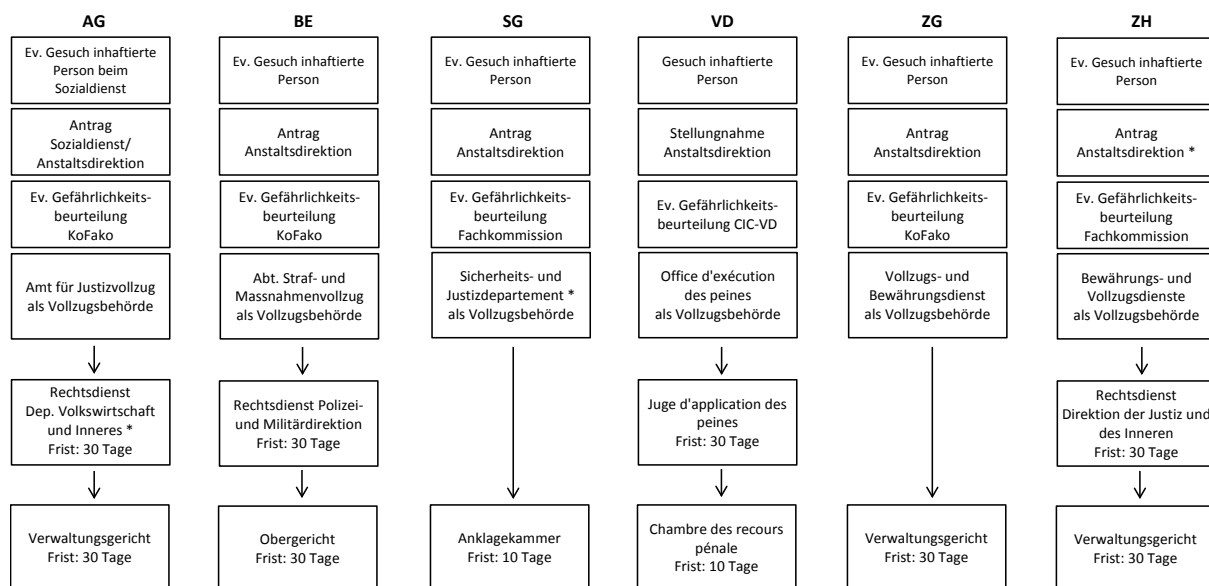 AG
BE
SG
VD
ZG
ZH
Ev. Gesuch inhaftierte
Person beim
Sozialdienst
Ev. Gesuch inhaftierte
Person
Ev. Gesuch inhaftierte
Person
Gesuch inhaftierte
Person
Ev. Gesuch inhaftierte
Person
Ev. Gesuch inhaftierte
Person
Antrag
Sozialdienst/
Anstaltsdirektion
Antrag
Anstaltsdirektion
Antrag
Anstaltsdirektion
Stellungnahme
Anstaltsdirektion
Antrag
Anstaltsdirektion
Antrag
Anstaltsdirektion *
Ev. Gefährlichkeits-
beurteilung
KoFako
Ev. Gefährlichkeits-
beurteilung
KoFako
Ev. Gefährlichkeits-
beurteilung
Fachkommission
Ev. Gefährlichkeits-
beurteilung CIC-VD
Ev. Gefährlichkeits-
beurteilung
KoFako
Ev. Gefährlichkeits-
beurteilung
Fachkommission
Amt für Justizvollzug
als Vollzugsbehörde
Abt. Straf- und
Massnahmenvollzug
als Vollzugsbehörde
Sicherheits- und
Justizdepartement *
als Vollzugsbehörde
Office d'exécution
des peines
als Vollzugsbehörde
Vollzugs- und
Bewährungsdienst
als Vollzugsbehörde
Bewährungs- und
Vollzugsdienste
als Vollzugsbehörde
Rechtsdienst
Dep. Volkswirtschaft
und Inneres *
Frist: 30 Tage
Rechtsdienst Polizei-
und Militärdirektion
Frist: 30 Tage
Juge d'application des
peines
Frist: 30 Tage
Rechtsdienst
Direktion der Justiz und
des Inneren
Frist: 30 Tage
Verwaltungsgericht
Frist: 30 Tage
Obergericht
Frist: 30 Tage
Anklagekammer
Frist: 10 Tage
Chambre des recours
pénale
Frist: 10 Tage
Verwaltungsgericht
Frist: 30 Tage
Verwaltungsgericht
Frist: 30 Tage